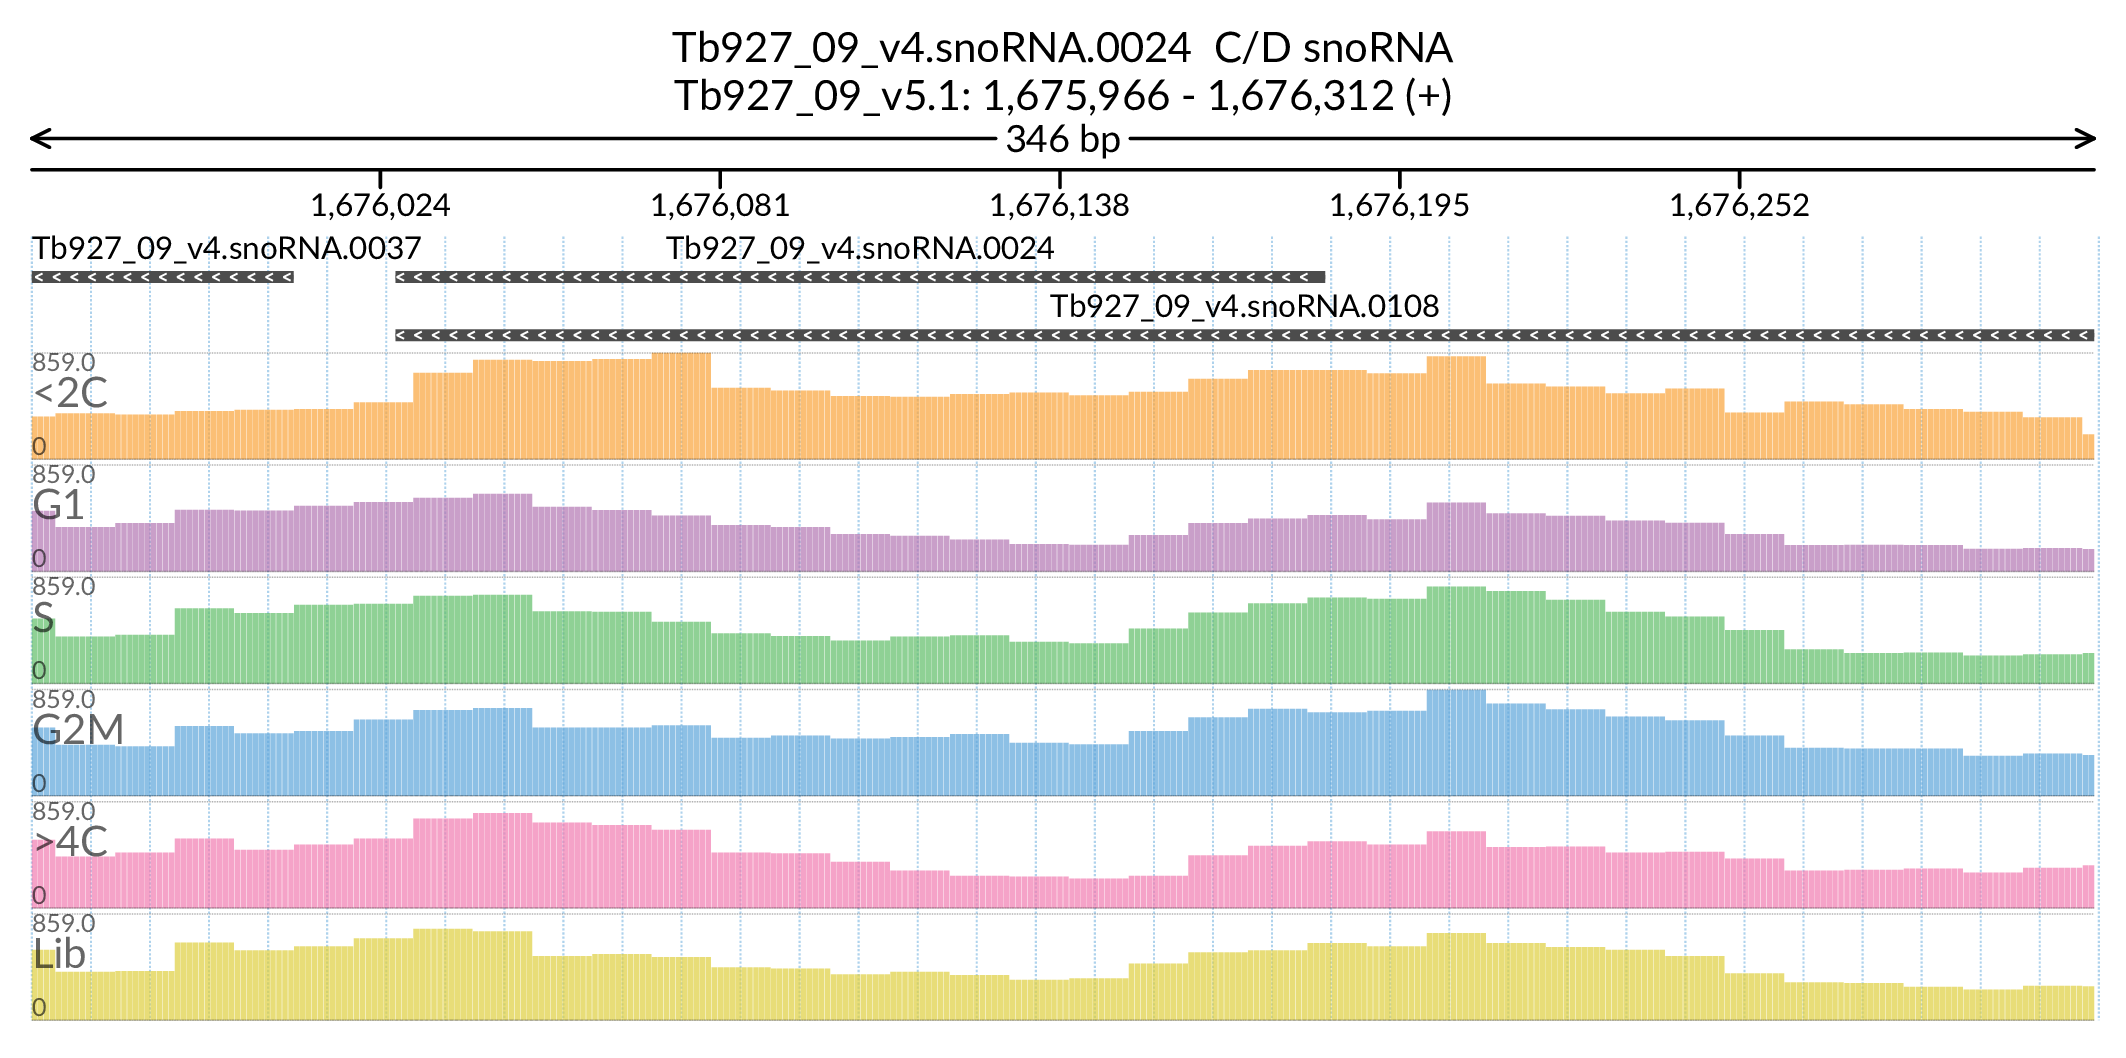 Tb927_09_v4.snoRNA.0024 C/D snoRNA
Tb927_09_v5.1: 1,675,966 - 1,676,312 (+)
346 bp
1,676,024 1,676,081 1,676,138 1,676,195 1,676,252
Tb927_09_v4.snoRNA.0037 Tb927_09_v4.snoRNA.0024
Tb927_09_v4.snoRNA.0108
859.0
<2C
0
859.0
G1
0
859.0
S
0
859.0
G2M
0
859.0
>4C
0
859.0
Lib
0